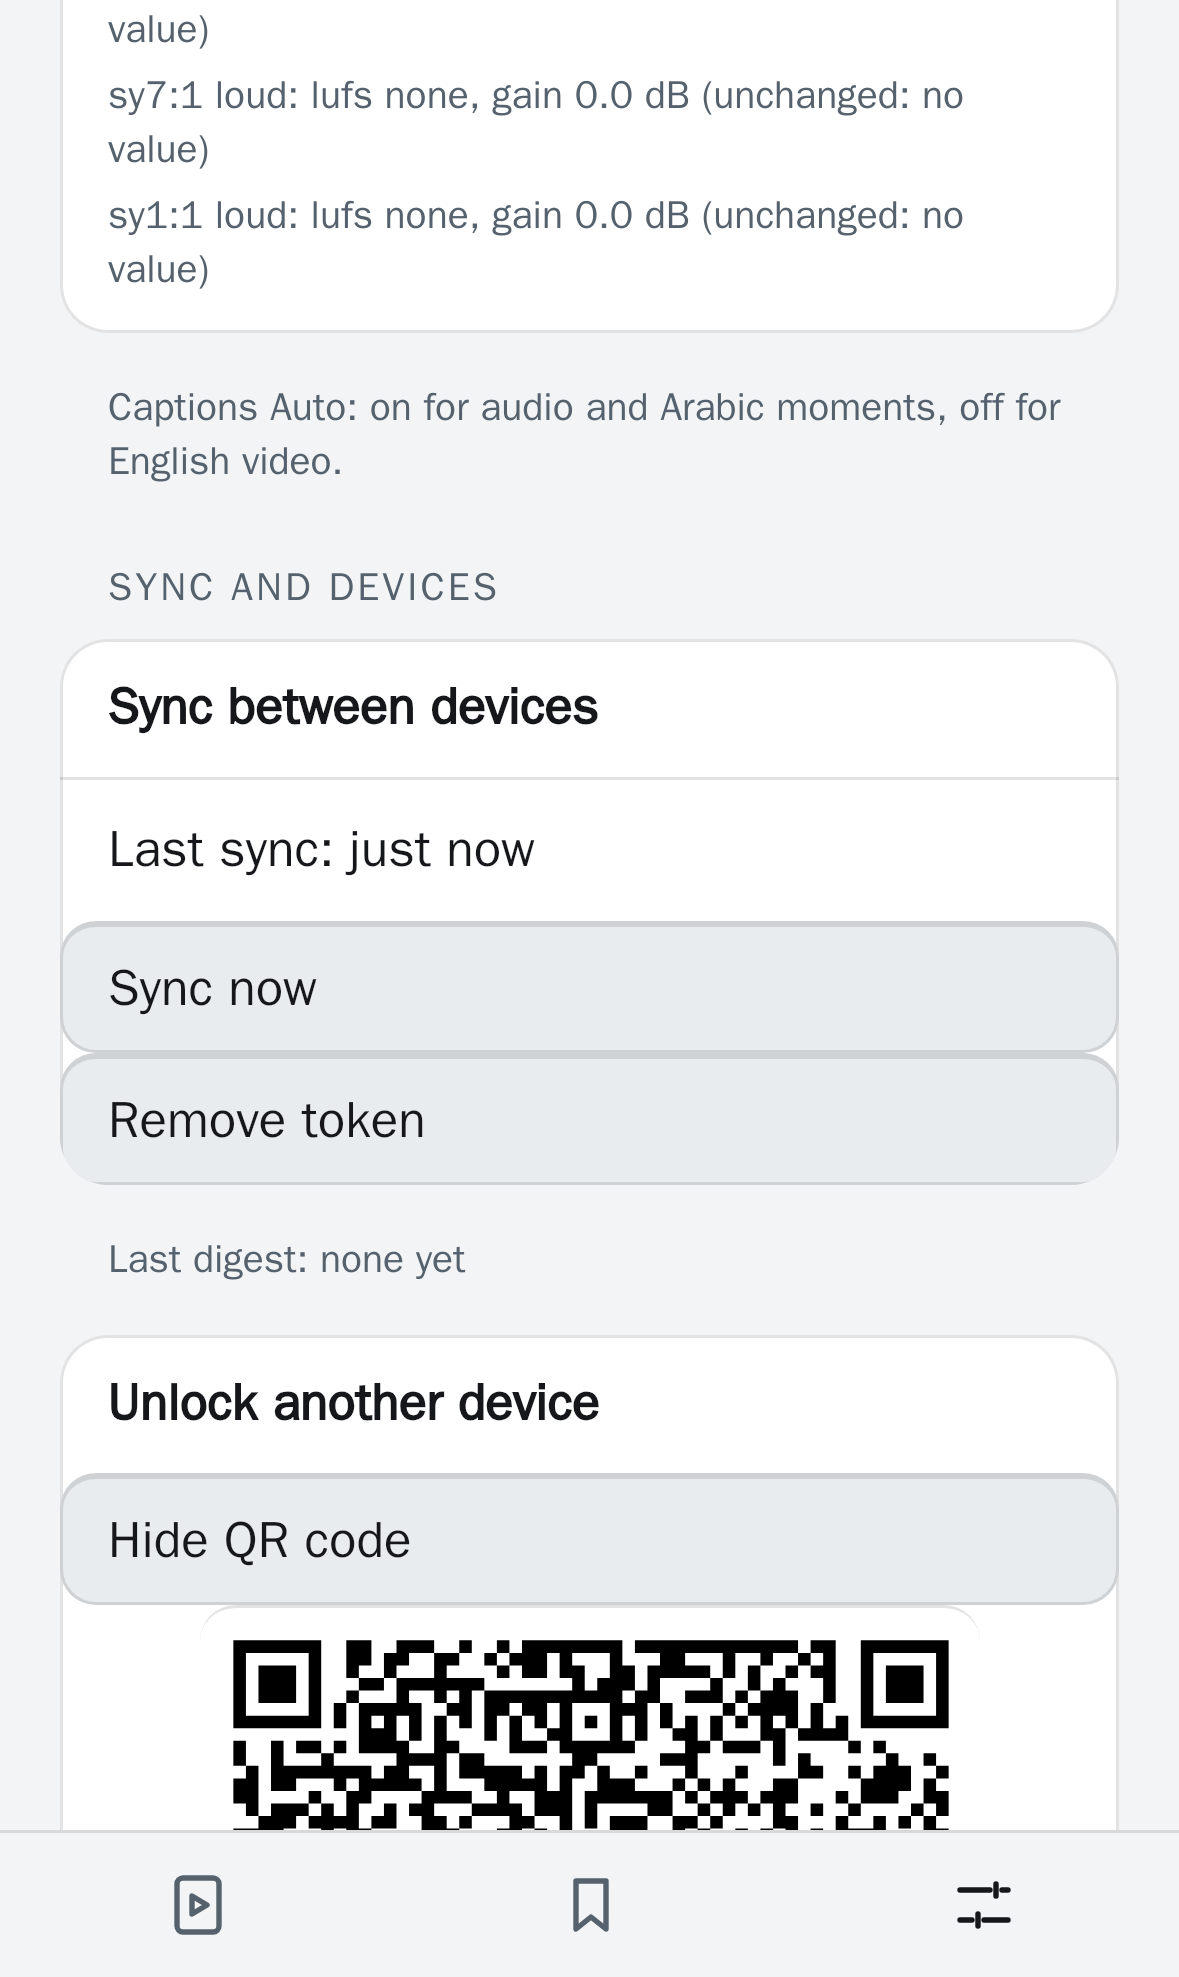 value)
sy7:1 loud: lufs none, gain 0.0 dB (unchanged: no
value)
sy1:1 loud: lufs none, gain 0.0 dB (unchanged: no
value)
Captions Auto: on for audio and Arabic moments, off for
English video.
SYNC AND DEVICES
Sync between devices
Last sync: just now
Sync now
Remove token
Last digest: none yet
Unlock another device
Hide QR code